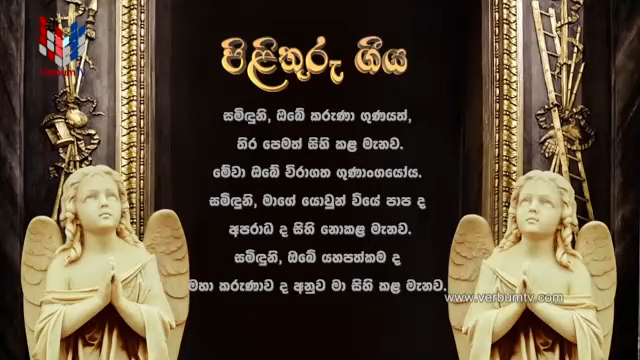 VerbumTV
පිළිතුරු ගීය
සමිඳුනි, ඔබේ කරුණා ගුණයත්,
තිර පෙමත් සිහි කළ මැනව.
මේවා ඔබේ චිරාගත ගුණාංගයෝය.
සමිඳුනි, මාගේ යොවුන් වියේ පාප ද
අපරාධ ද සිහි නොකළ මැනව.
සමිඳුනි, ඔබේ යහපත්කම ද
මහා කරුණාව ද අනුව මා සිහි කළ මැනව.
www.verbumtv.com